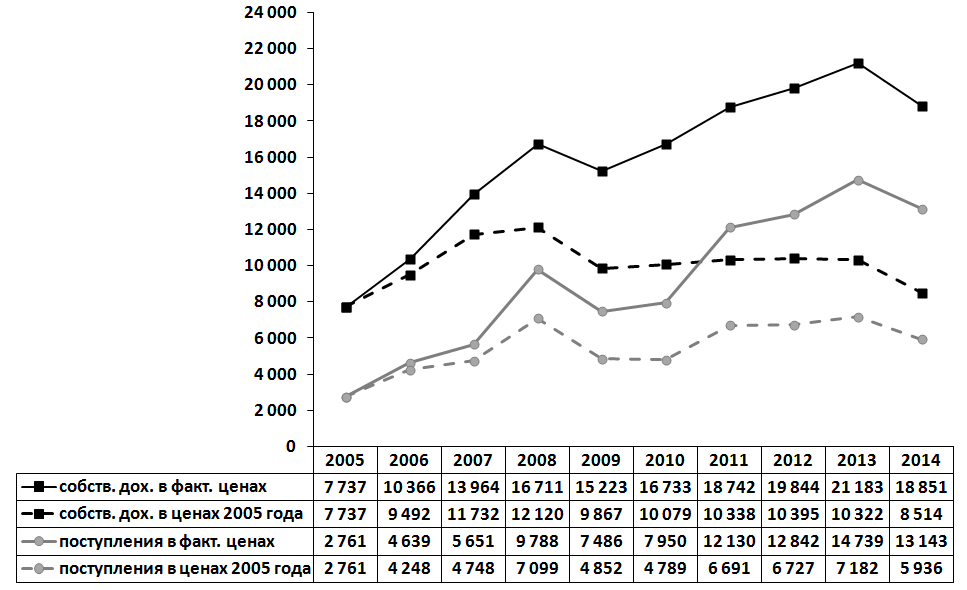 24 000
22 000
20 000
18 000
16 000
14 000
12 000
10 000
8 000
6 000
4 000
2 000
0
2005 2006 2007 2008 2009 2010 2011 2012 2013 2014
собств. дох. в факт. ценах 7 737 10 366 13 964 16 711 15 223 16 733 18 742 19 844 21 183 18 851
собств. дох. в ценах 2005 года 7 737 9 492 11 732 12 120 9 867 10 079 10 338 10 395 10 322 8 514
поступления в факт. ценах 2 761 4 639 5 651 9 788 7 486 7 950 12 130 12 842 14 739 13 143
поступления в ценах 2005 года 2 761 4 248 4 748 7 099 4 852 4 789 6 691 6 727 7 182 5 936